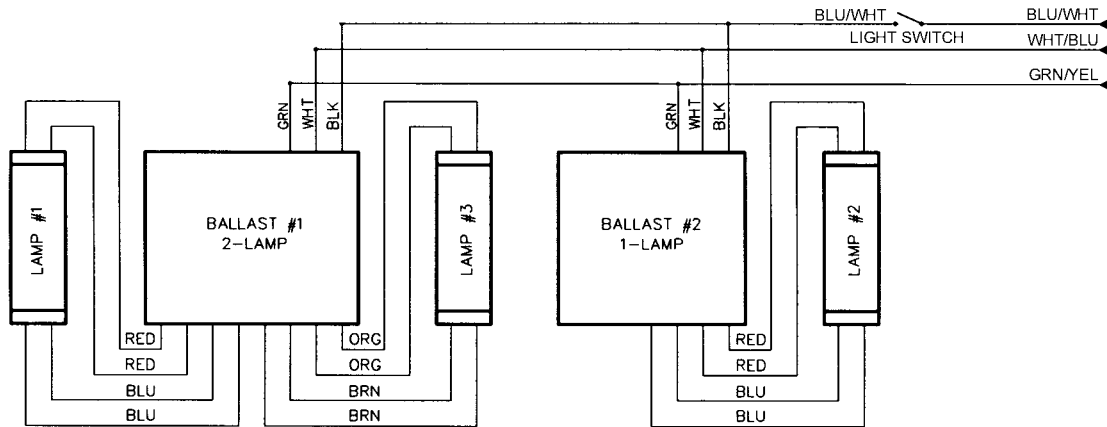 BLU/WHT
BLU/WHT
LIGHT SWITCH
WHT/BLU
GRN/YEL
GRN
WHT
BLK
GRN
WHT
BLK
LAMP #1
BALLAST #1
2-LAMP
LAMP #3
BALLAST #2
1-LAMP
LAMP #2
RED
ORG
RED
RED
ORG
RED
BLU
BRN
BLU
BLU
BRN
BLU